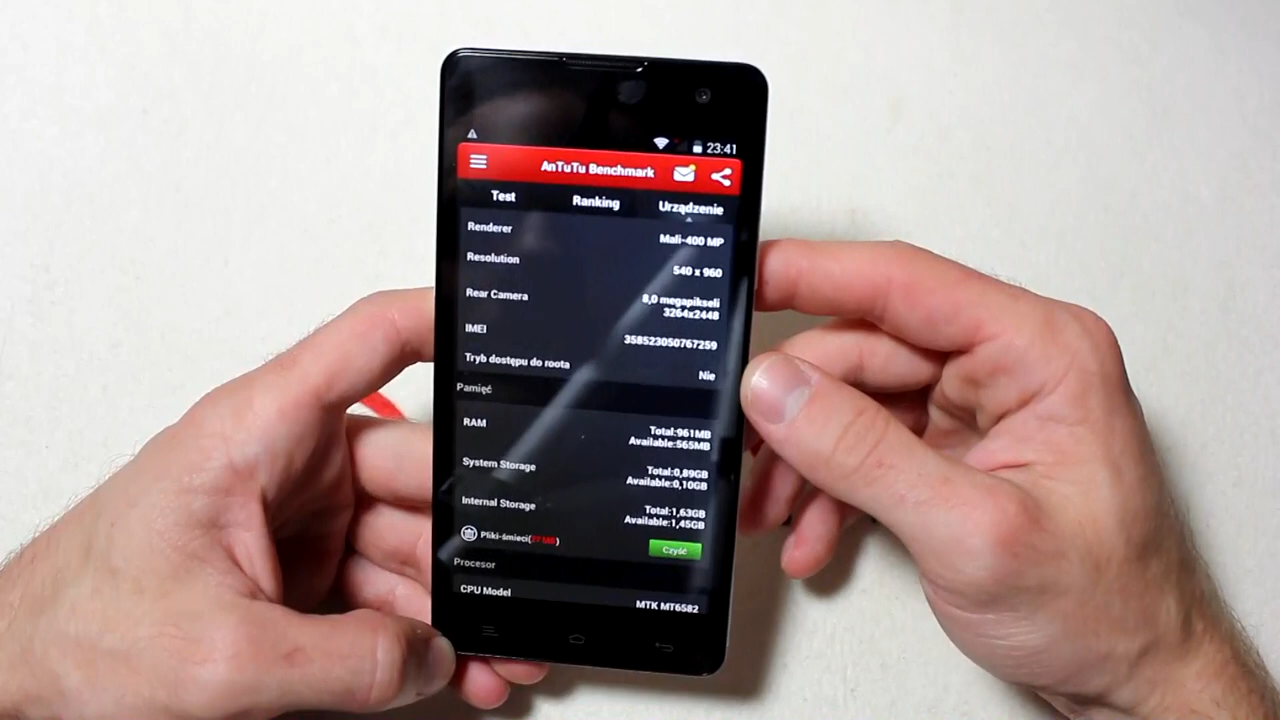 23:41
AnTuTu Benchmark
Test Ranking Urządzenie
Renderer Mali-400 MP
Resolution 540 x 960
Rear Camera 8,0 megapikseli
3264x2448
IMEI 358523050767259
Tryb dostępu do roota Nie
Pamięć
RAM Total:961MB
Available:565MB
System Storage Total:0,89GB
Available:0,10GB
Internal Storage Total:1,63GB
Available:1,45GB
Pliki-śmieci(27 MB) Czyść
Procesor
CPU Model MTK MT6582